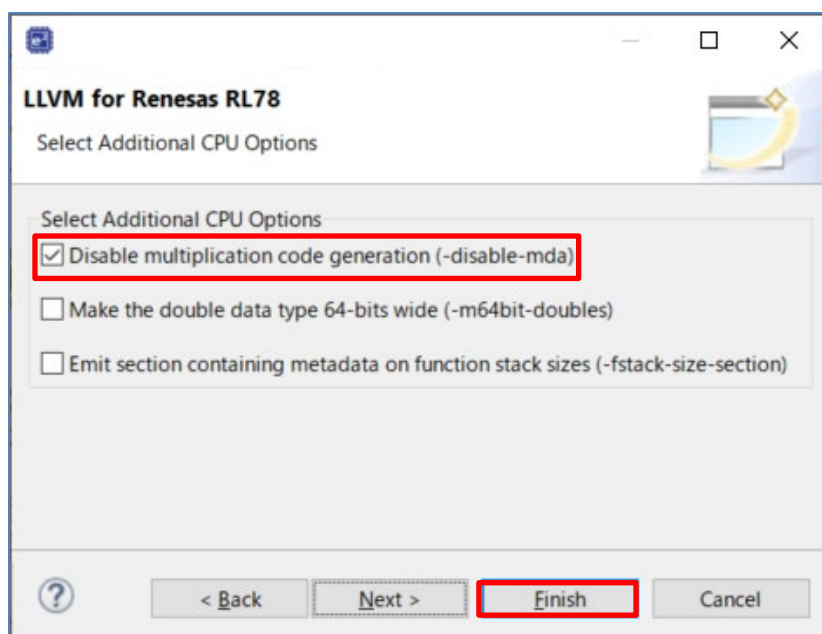 LLVM for Renesas RL78
Select Additional CPU Options
Select Additional CPU Options
Disable multiplication code generation (-disable-mda)
Make the double data type 64-bits wide (-m64bit-doubles)
Emit section containing metadata on function stack sizes (-fstack-size-section)
? < Back Next > Finish Cancel